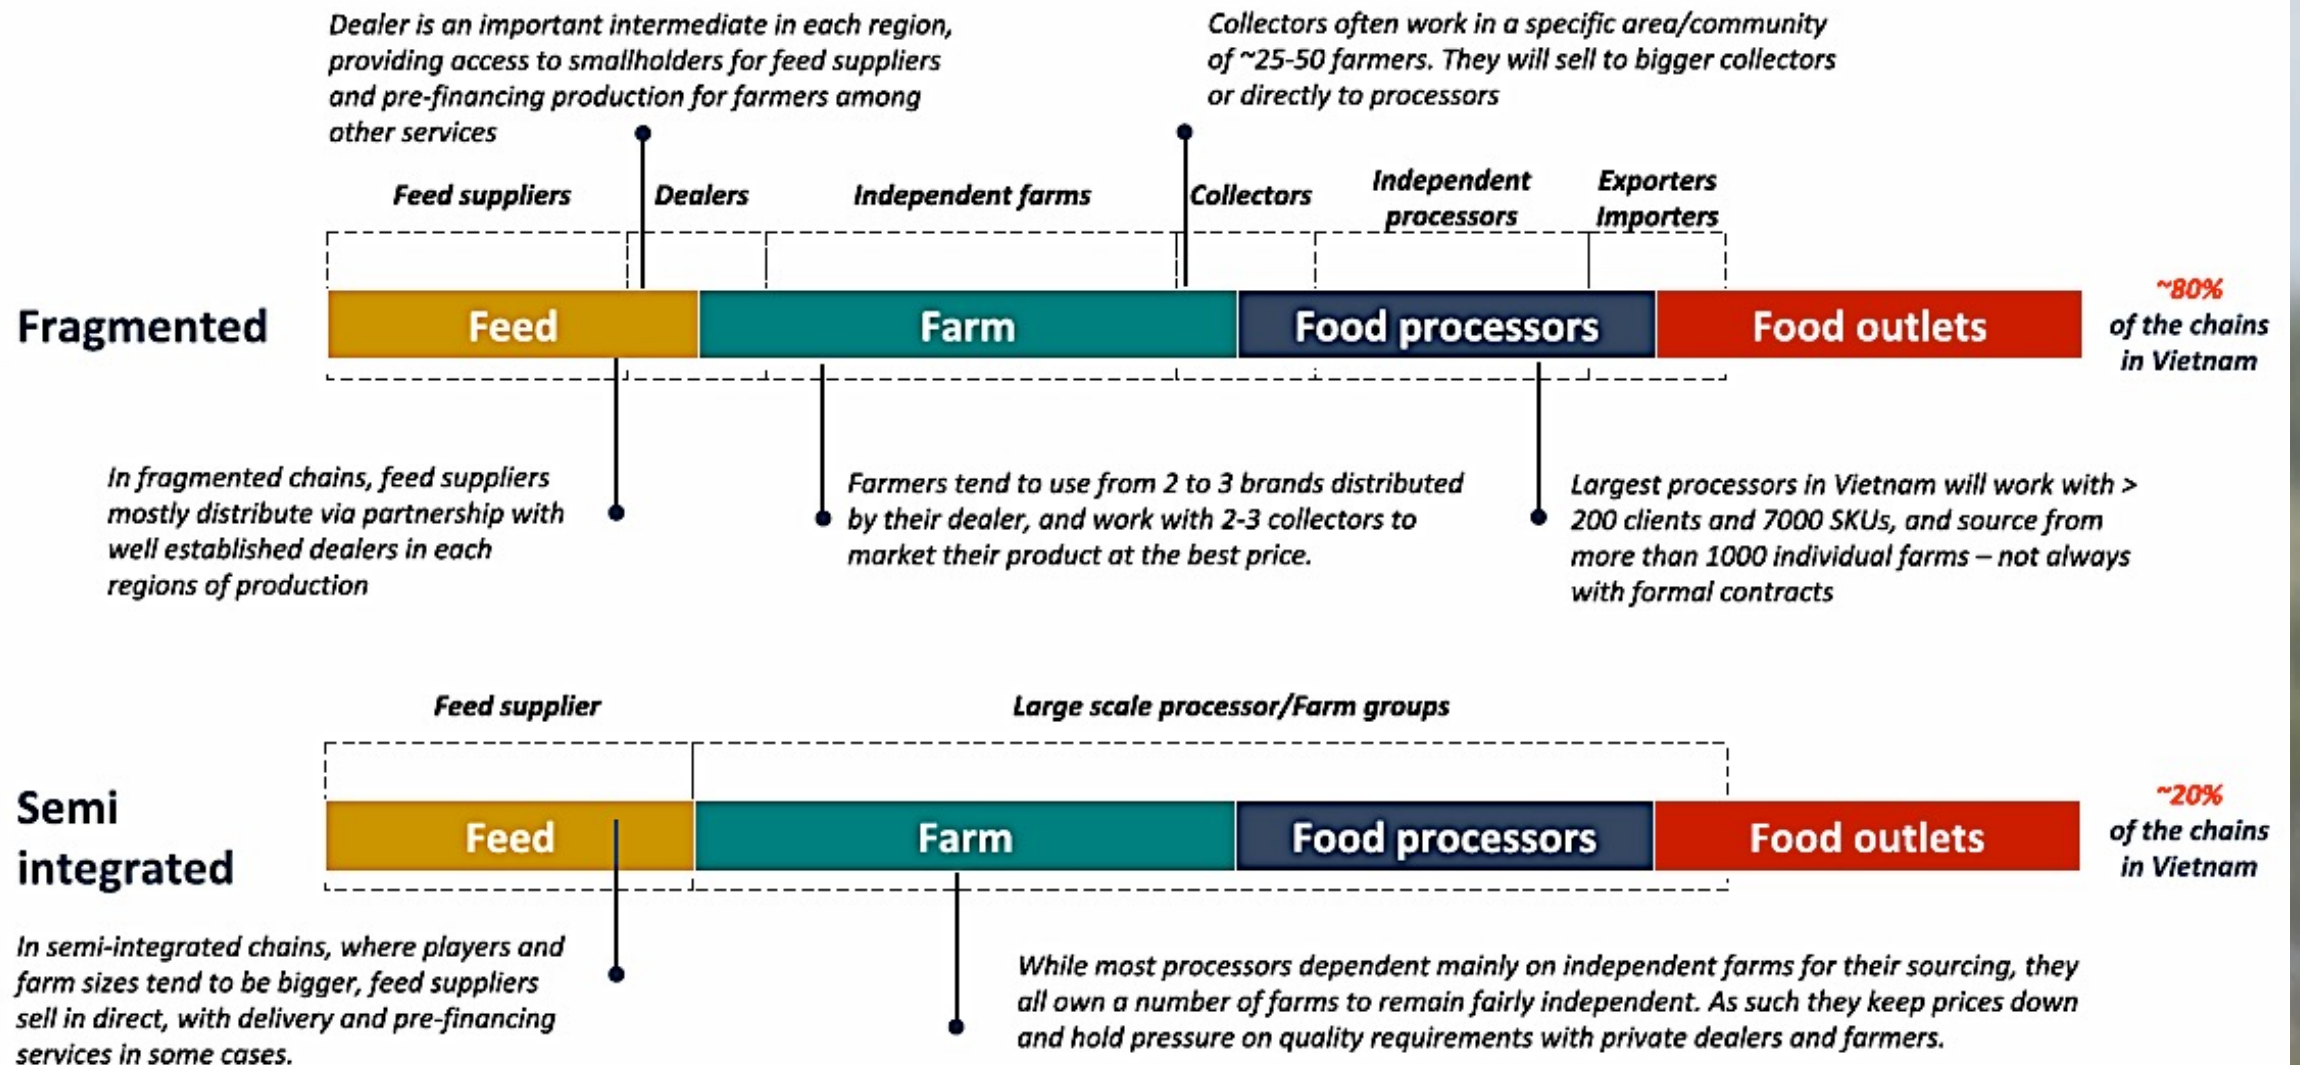 Dealer is an important intermediate in each region,
providing access to smallholders for feed suppliers
and pre-financing production for farmers among
other services
Collectors often work in a specific area/community
of ~25-50 farmers. They will sell to bigger collectors
or directly to processors
Feed suppliers
Dealers
Independent farms
Collectors
Independent
processors
Exporters
Importers
Fragmented
Feed
Farm
Food processors
Food outlets
~80%
of the chains
in Vietnam
In fragmented chains, feed suppliers
mostly distribute via partnership with
well established dealers in each
regions of production
Farmers tend to use from 2 to 3 brands distributed
by their dealer, and work with 2-3 collectors to
market their product at the best price.
Largest processors in Vietnam will work with >
200 clients and 7000 SKUs, and source from
more than 1000 individual farms – not always
with formal contracts
Feed supplier
Large scale processor/Farm groups
Semi
integrated
Feed
Farm
Food processors
Food outlets
~20%
of the chains
in Vietnam
In semi-integrated chains, where players and
farm sizes tend to be bigger, feed suppliers
sell in direct, with delivery and pre-financing
services in some cases.
While most processors dependent mainly on independent farms for their sourcing, they
all own a number of farms to remain fairly independent. As such they keep prices down
and hold pressure on quality requirements with private dealers and farmers.